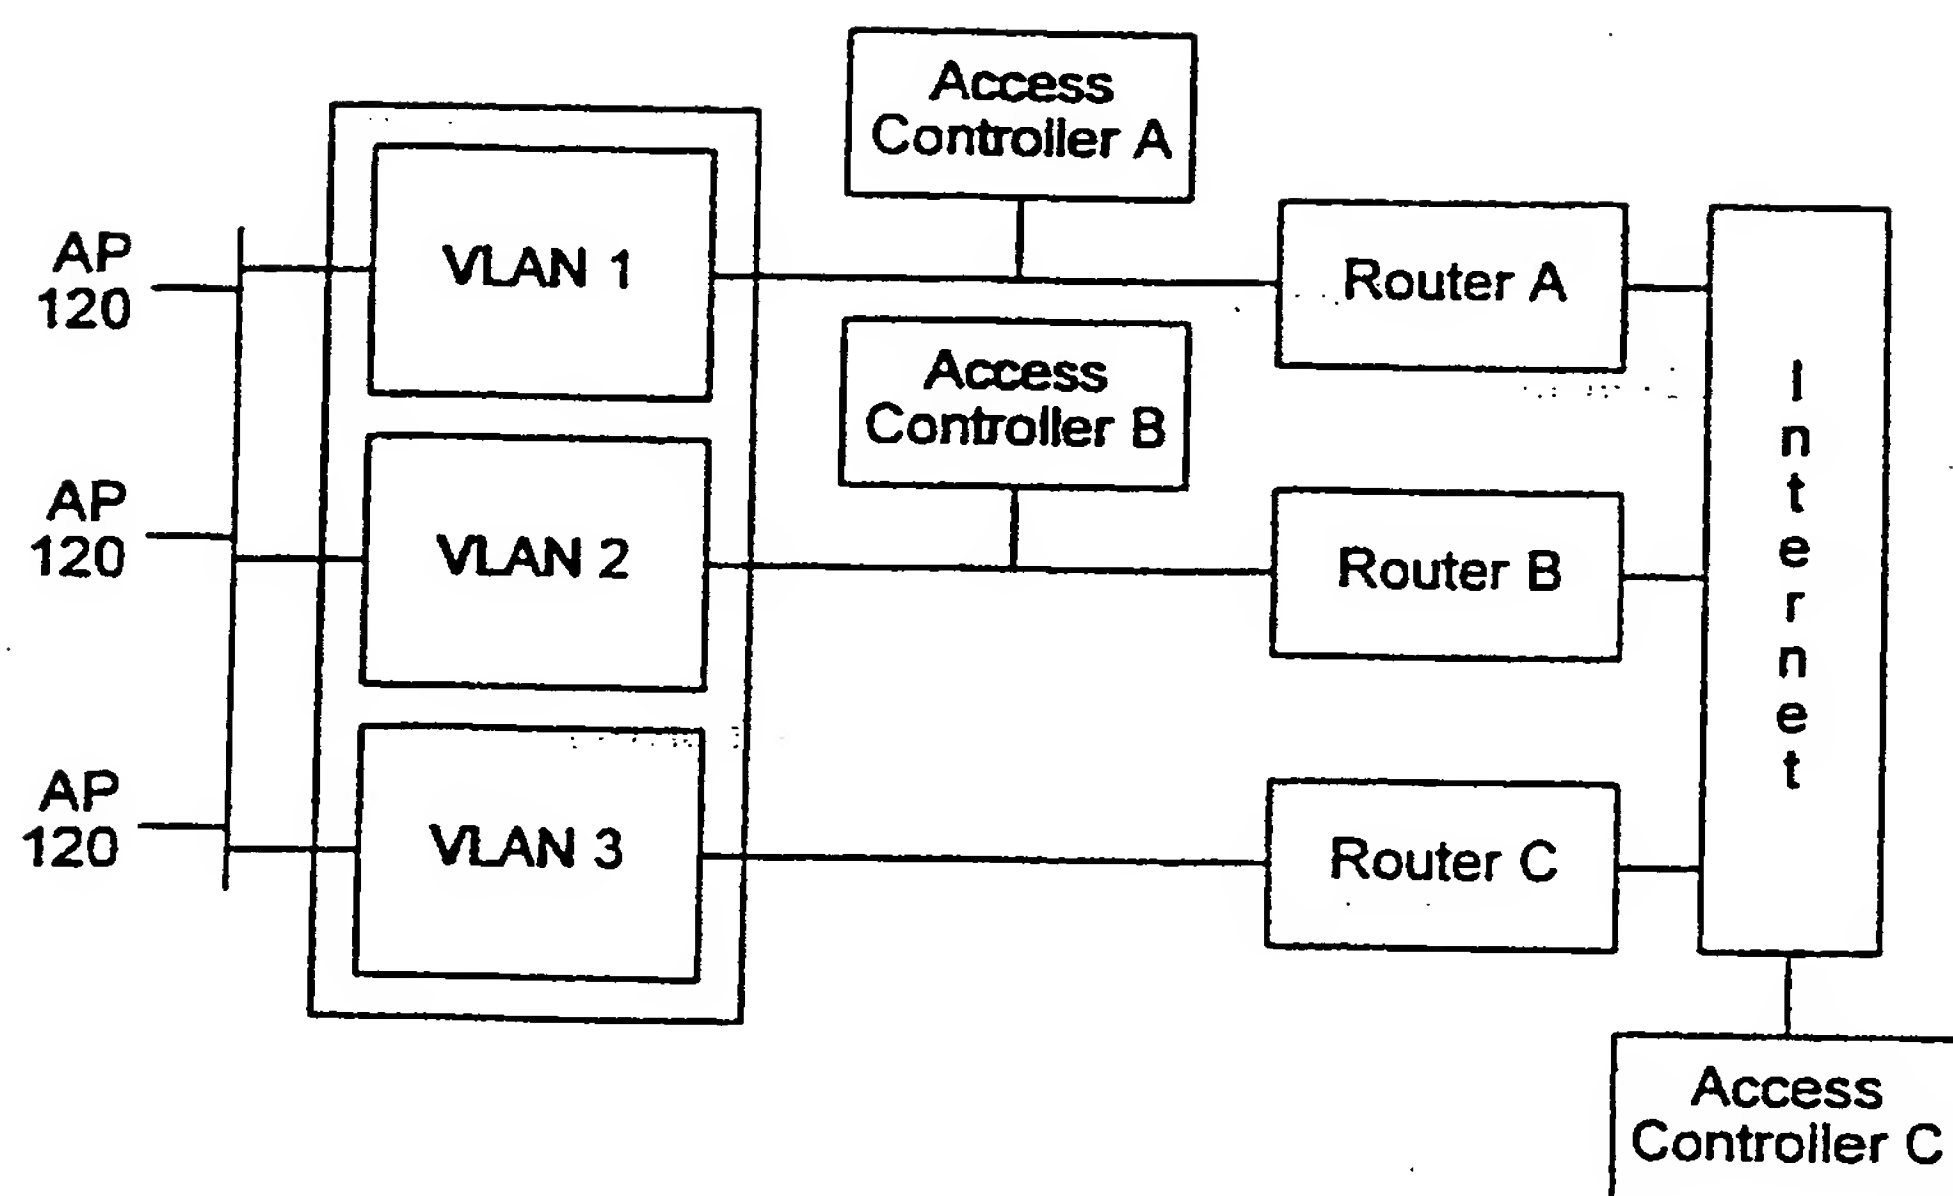 Access
Controller A
AP
120
VLAN 1
Router A
Access
Controller B
Internet
AP
120
VLAN 2
Router B
AP
120
VLAN 3
Router C
Access
Controller C